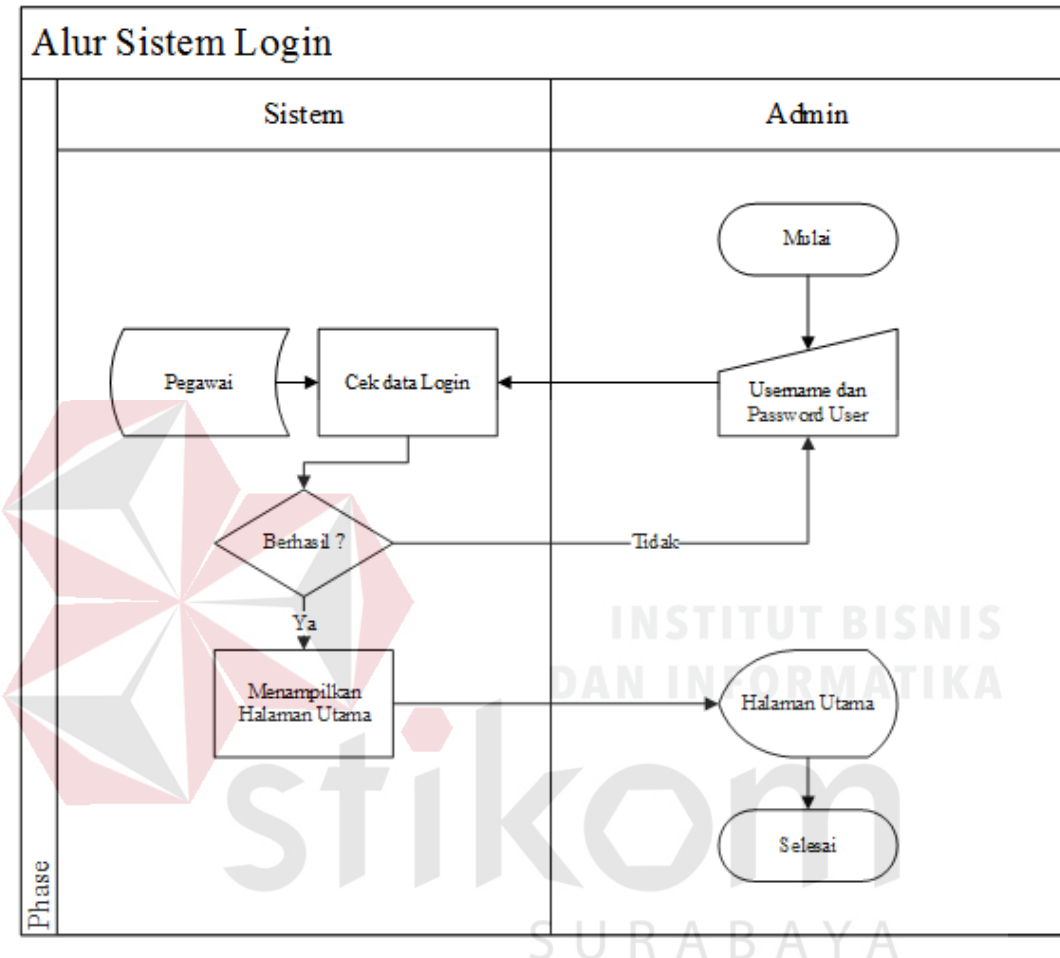 Alur Sistem Login
Sistem
Admin
Mulai
Pegawai
Cek data Login
Username dan
Password User
Berhasil ?
Tidak
Ya
Menampilkan
Halaman Utama
Halaman Utama
Selesai
Phase
INSTITUT BISNIS
DAN INFORMATIKA
stikom
SURABAYA